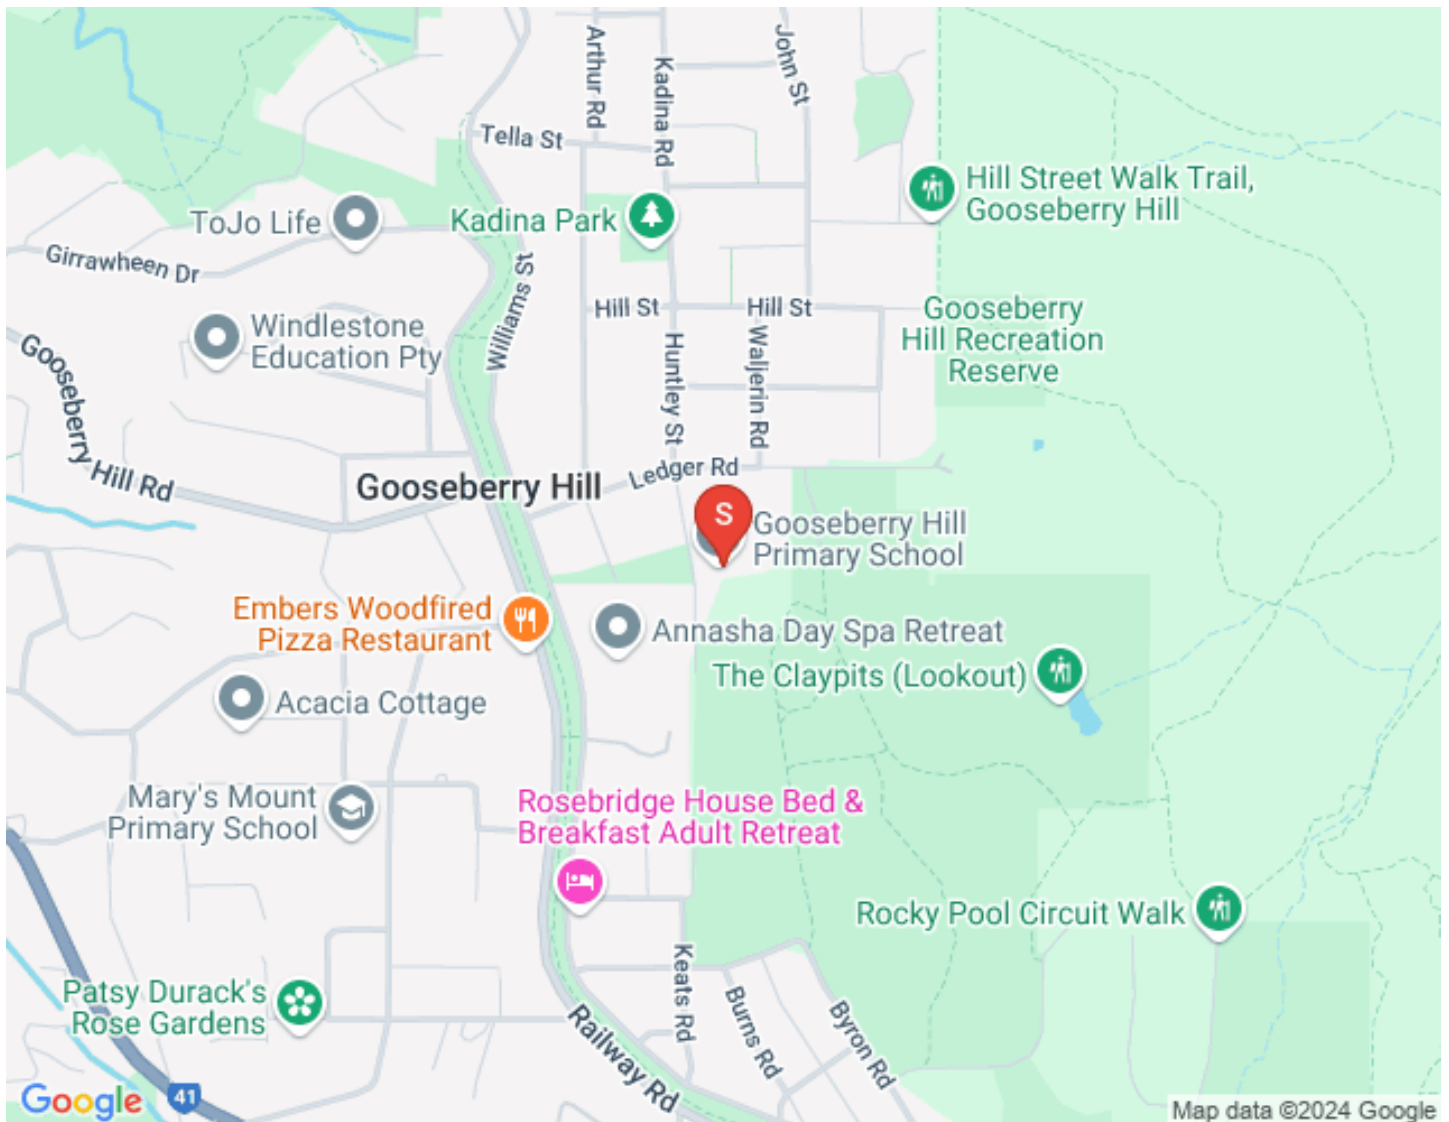 Arthur Rd
Kadina Rd
John St
Tella St
Hill Street Walk Trail,
Gooseberry Hill
ToJo Life
Kadina Park
Girrawheen Dr
Williams St
Hill St
Hill St
Gooseberry
Hill Recreation
Reserve
Windlestone
Education Pty
Gooseberry Hill Rd
Huntley St
Waljerin Rd
Ledger Rd
Gooseberry Hill
S
Gooseberry Hill
Primary School
Embers Woodfired
Pizza Restaurant
Annasha Day Spa Retreat
The Claypits (Lookout)
Acacia Cottage
Mary's Mount
Primary School
Rosebridge House Bed &
Breakfast Adult Retreat
Rocky Pool Circuit Walk
Keats Rd
Patsy Durack's
Rose Gardens
Railway Rd
Burns Rd
Byron Rd
41
Google
Map data ©2024 Google